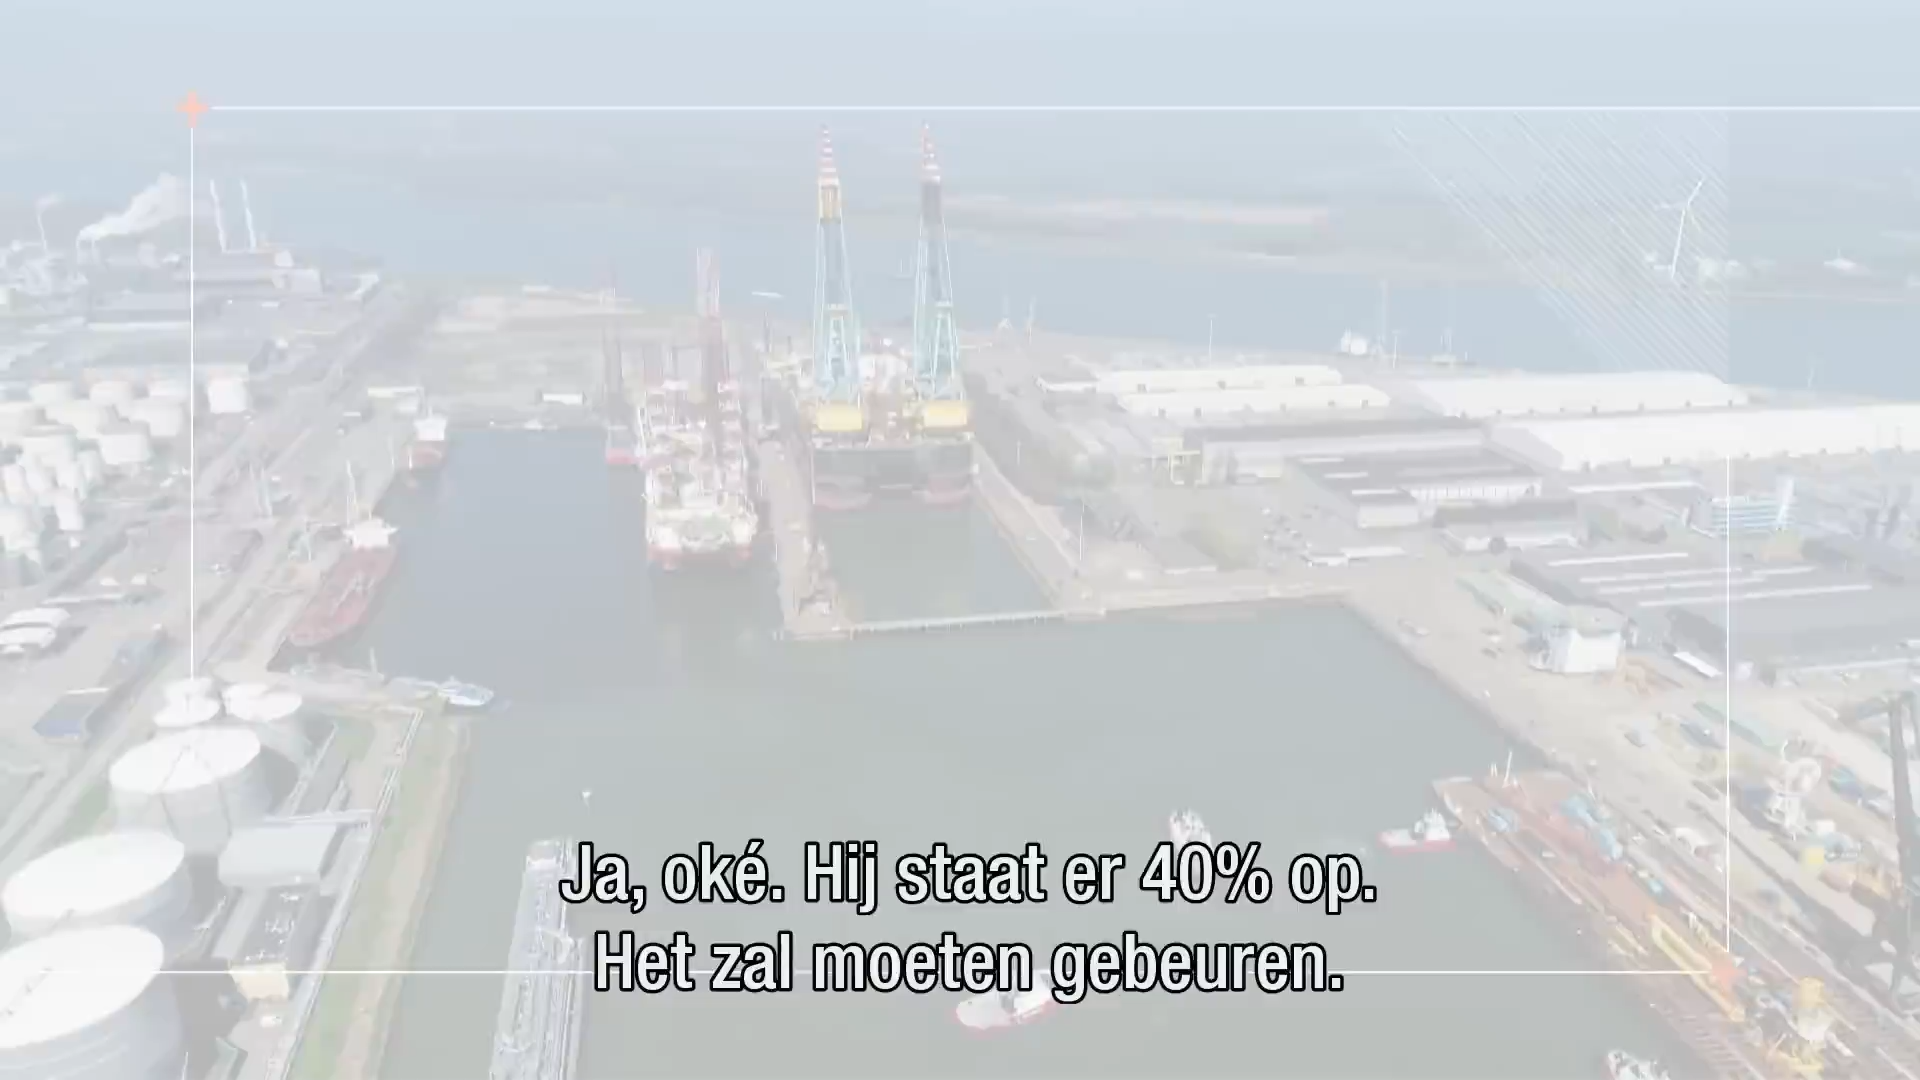 Ja, oké. Hij staat er 40% op.
Het zal moeten gebeuren.